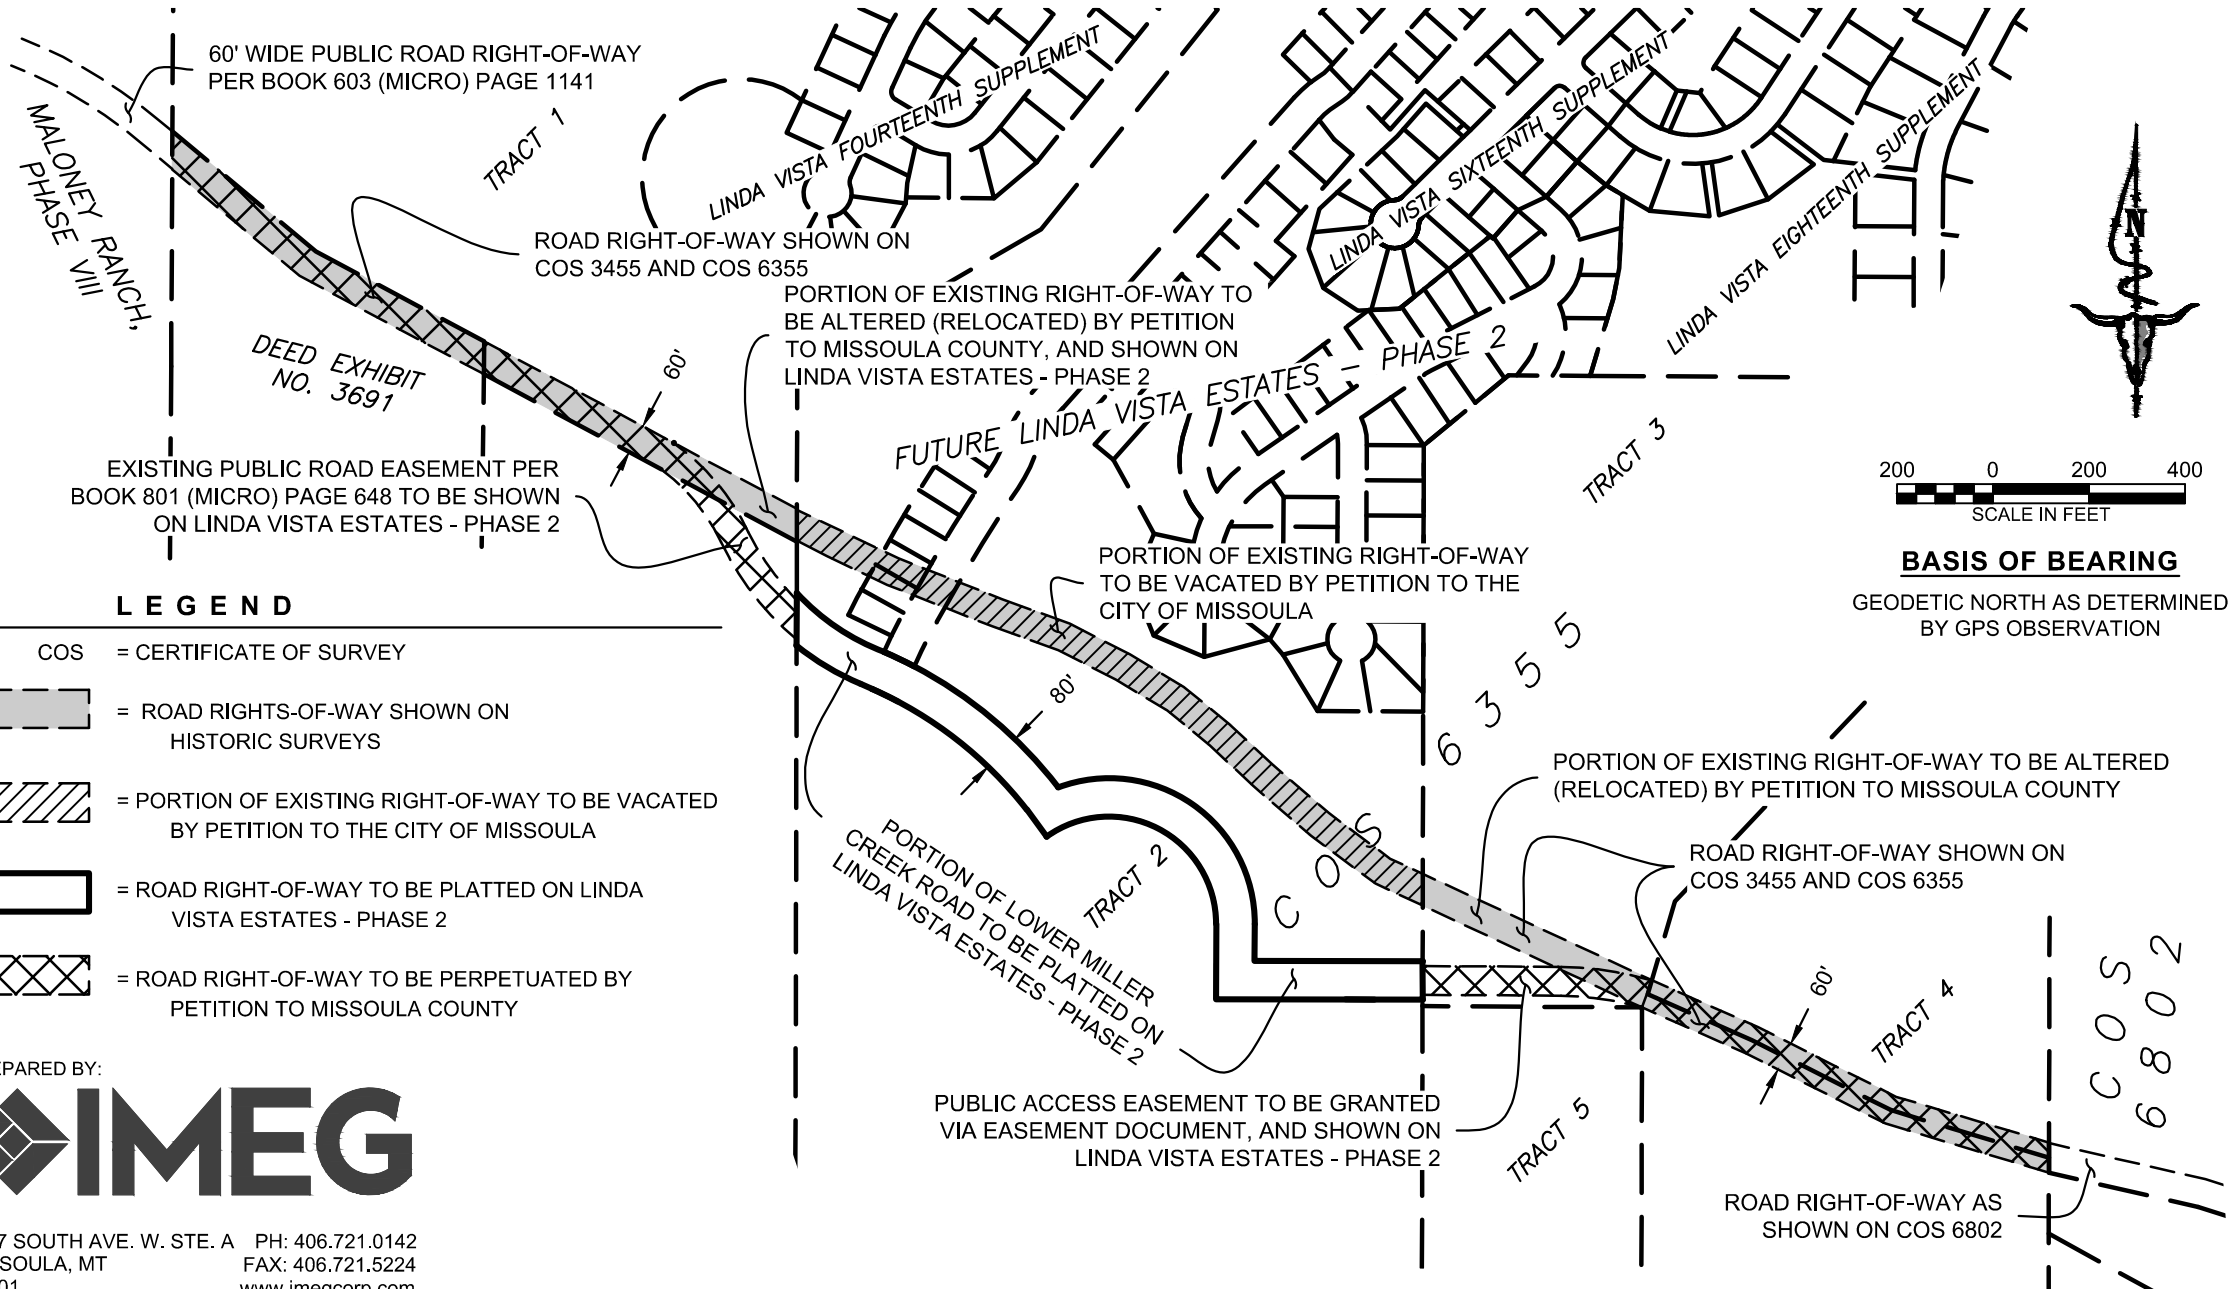 60' WIDE PUBLIC ROAD RIGHT-OF-WAY
PER BOOK 603 (MICRO) PAGE 1141
MALONEY RANCH,
PHASE VIII
TRACT 1
LINDA VISTA FOURTEENTH SUPPLEMENT
LINDA VISTA SIXTEENTH SUPPLEMENT
LINDA VISTA EIGHTEENTH SUPPLEMENT
N
ROAD RIGHT-OF-WAY SHOWN ON
COS 3455 AND COS 6355
PORTION OF EXISTING RIGHT-OF-WAY TO
BE ALTERED (RELOCATED) BY PETITION
TO MISSOULA COUNTY, AND SHOWN ON
LINDA VISTA ESTATES - PHASE 2
DEED EXHIBIT
NO. 3691
60'
FUTURE LINDA VISTA ESTATES - PHASE 2
TRACT 3
EXISTING PUBLIC ROAD EASEMENT PER
BOOK 801 (MICRO) PAGE 648 TO BE SHOWN
ON LINDA VISTA ESTATES - PHASE 2
200 0 200 400
SCALE IN FEET
BASIS OF BEARING
GEODETIC NORTH AS DETERMINED
BY GPS OBSERVATION
PORTION OF EXISTING RIGHT-OF-WAY
TO BE VACATED BY PETITION TO THE
CITY OF MISSOULA
LEGEND
COS = CERTIFICATE OF SURVEY
= ROAD RIGHTS-OF-WAY SHOWN ON
HISTORIC SURVEYS
= PORTION OF EXISTING RIGHT-OF-WAY TO BE VACATED
BY PETITION TO THE CITY OF MISSOULA
= ROAD RIGHT-OF-WAY TO BE PLATTED ON LINDA
VISTA ESTATES - PHASE 2
= ROAD RIGHT-OF-WAY TO BE PERPETUATED BY
PETITION TO MISSOULA COUNTY
80'
COS 6355
PORTION OF EXISTING RIGHT-OF-WAY TO BE ALTERED
(RELOCATED) BY PETITION TO MISSOULA COUNTY
ROAD RIGHT-OF-WAY SHOWN ON
COS 3455 AND COS 6355
PORTION OF LOWER MILLER
CREEK ROAD TO BE PLATTED ON
LINDA VISTA ESTATES - PHASE 2
TRACT 2
60'
TRACT 4
COS
6802
PUBLIC ACCESS EASEMENT TO BE GRANTED
VIA EASEMENT DOCUMENT, AND SHOWN ON
LINDA VISTA ESTATES - PHASE 2
TRACT 5
ROAD RIGHT-OF-WAY AS
SHOWN ON COS 6802
EPARED BY:
IMEG
7 SOUTH AVE. W. STE. A PH: 406.721.0142
SOULA, MT FAX: 406.721.5224
01 www.imegcorp.com